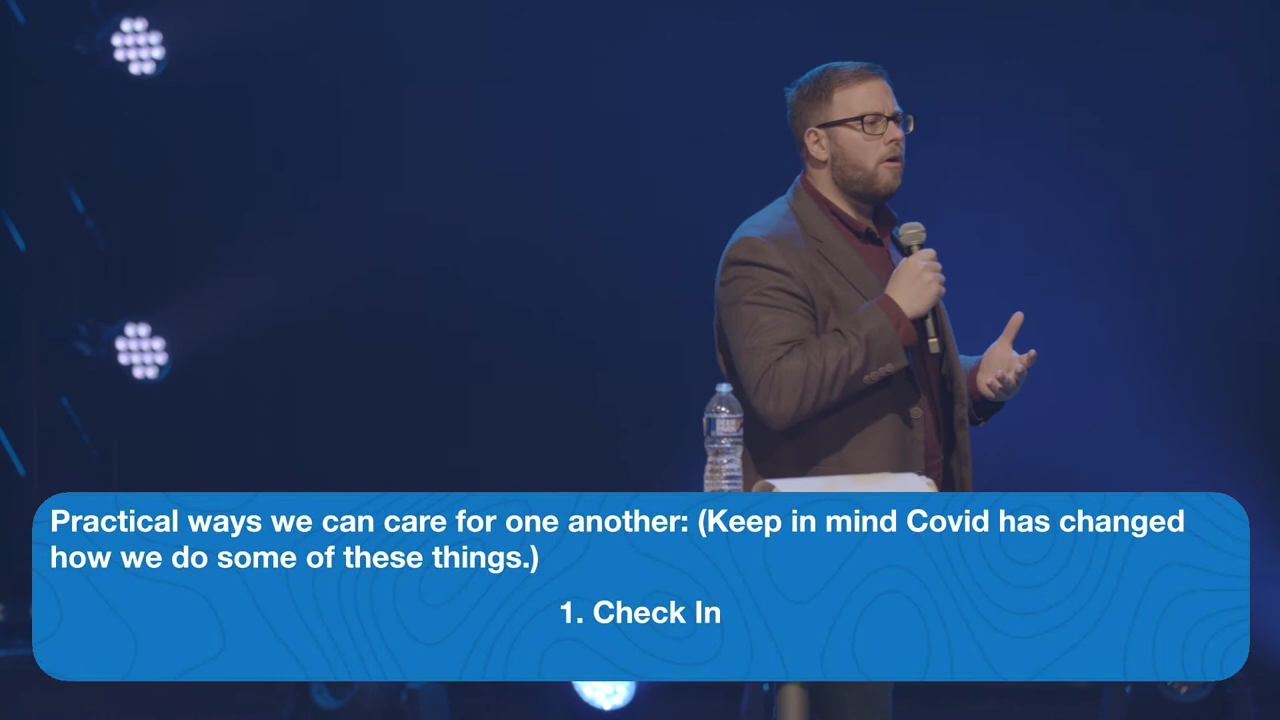 Practical ways we can care for one another: (Keep in mind Covid has changed
how we do some of these things.)
1. Check In